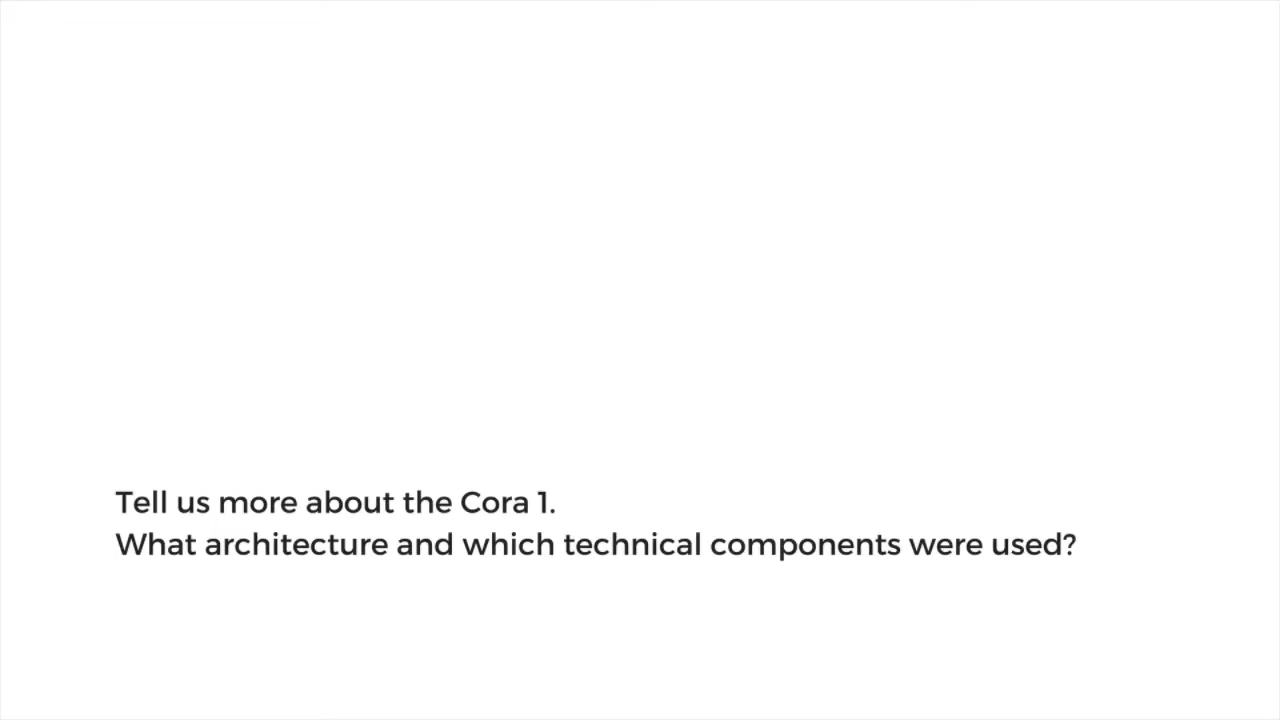 Tell us more about the Cora 1.
What architecture and which technical components were used?